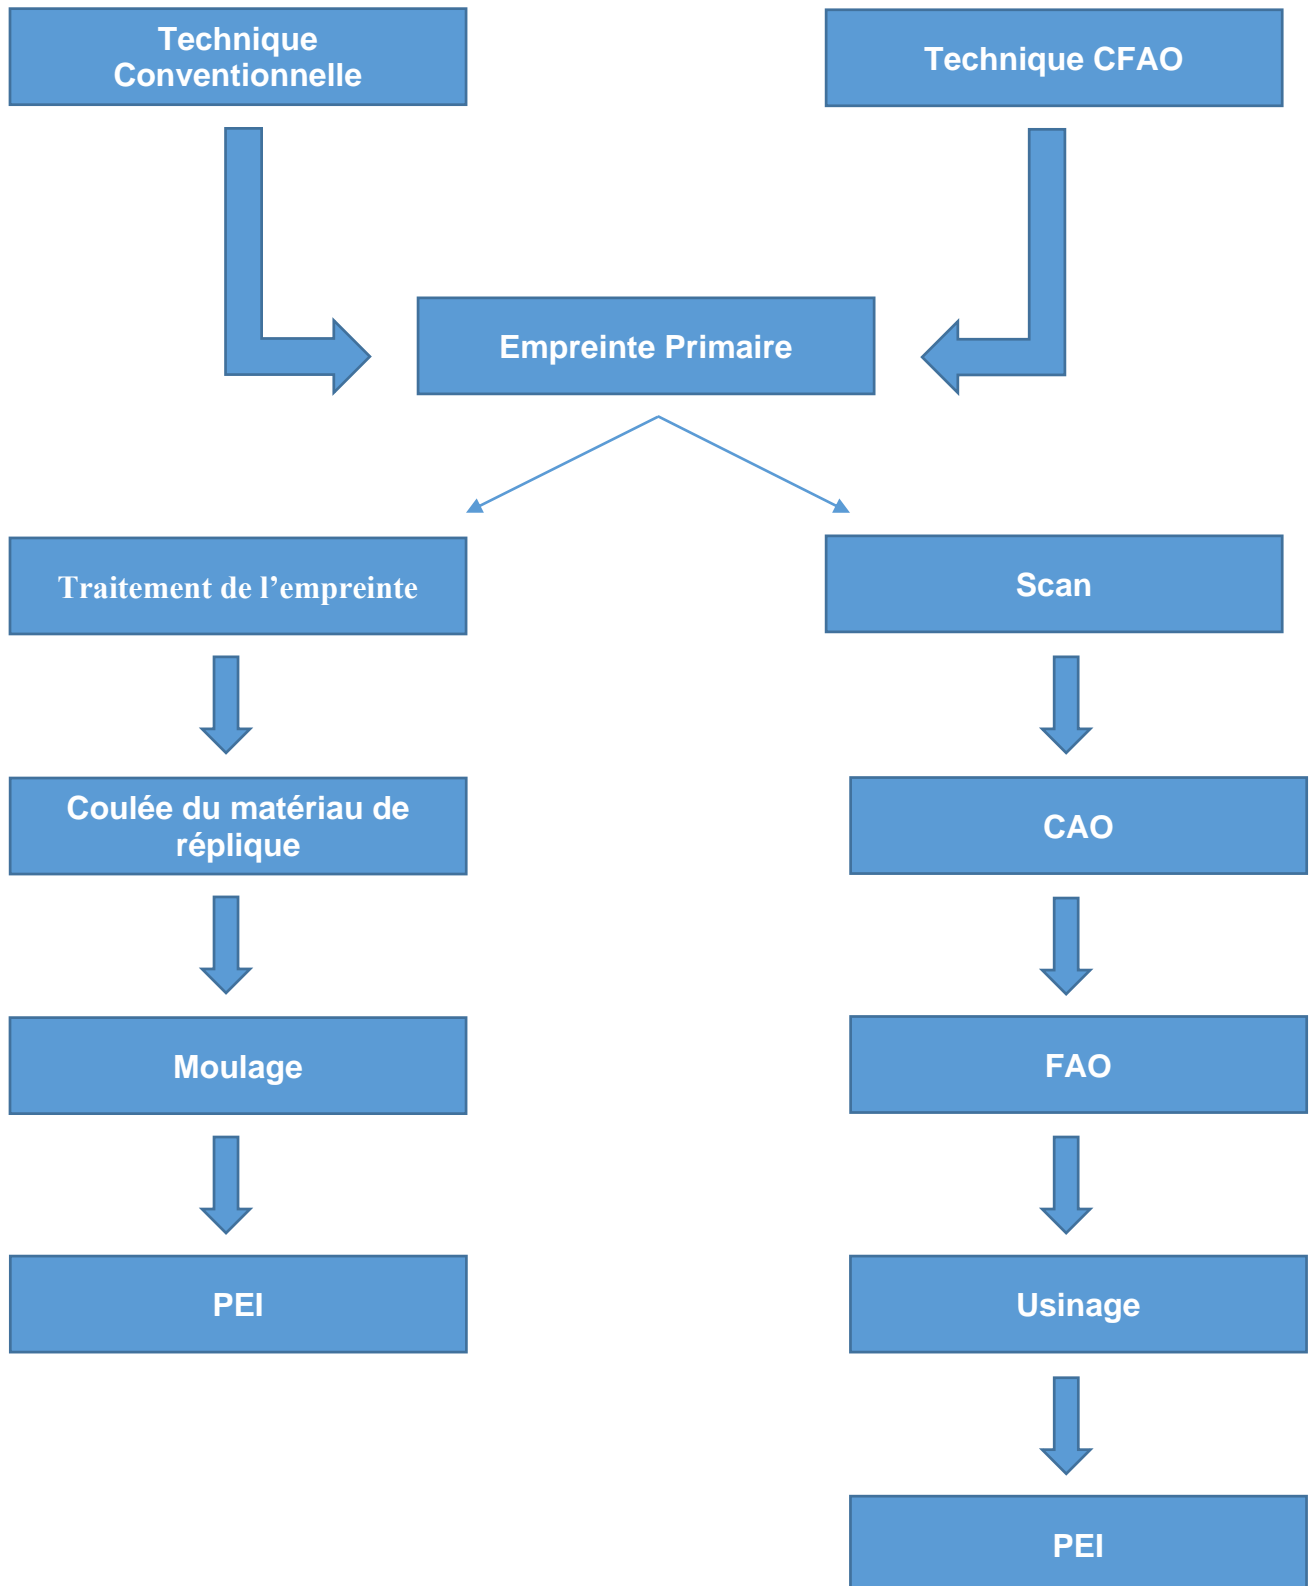 Technique
Conventionnelle
Technique CFAO
Empreinte Primaire
Traitement de l’empreinte
Scan
Coulée du matériau de
réplique
CAO
Moulage
FAO
PEI
Usinage
PEI